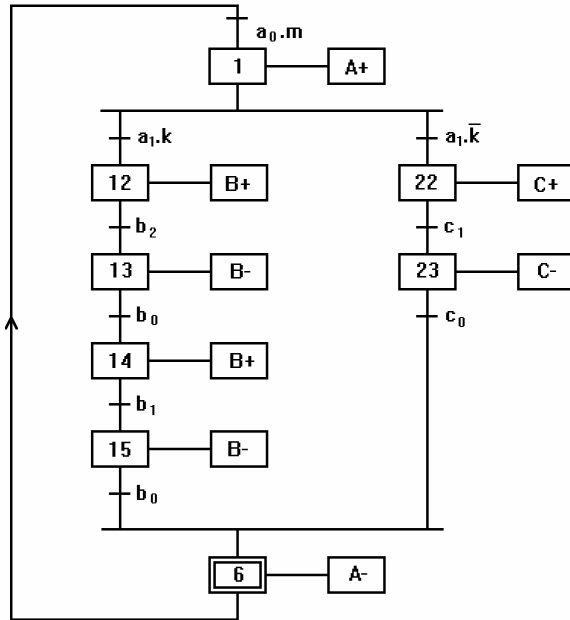 a₀.m
1 A+
a₁.k a₁.k̅
12 B+ 22 C+
b₂ c₁
13 B- 23 C-
b₀ c₀
14 B+
b₁
15 B-
b₀
6 A-